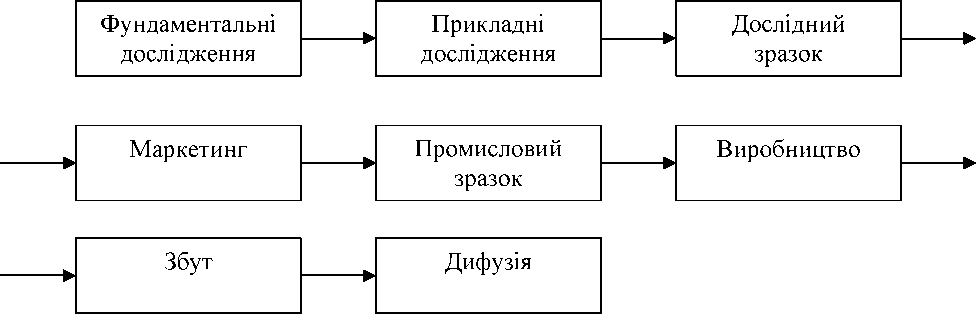 Фундаментальні
дослідження
Прикладні
дослідження
Дослідний
зразок
Маркетинг
Промисловий
зразок
Виробництво
Збут
Дифузія